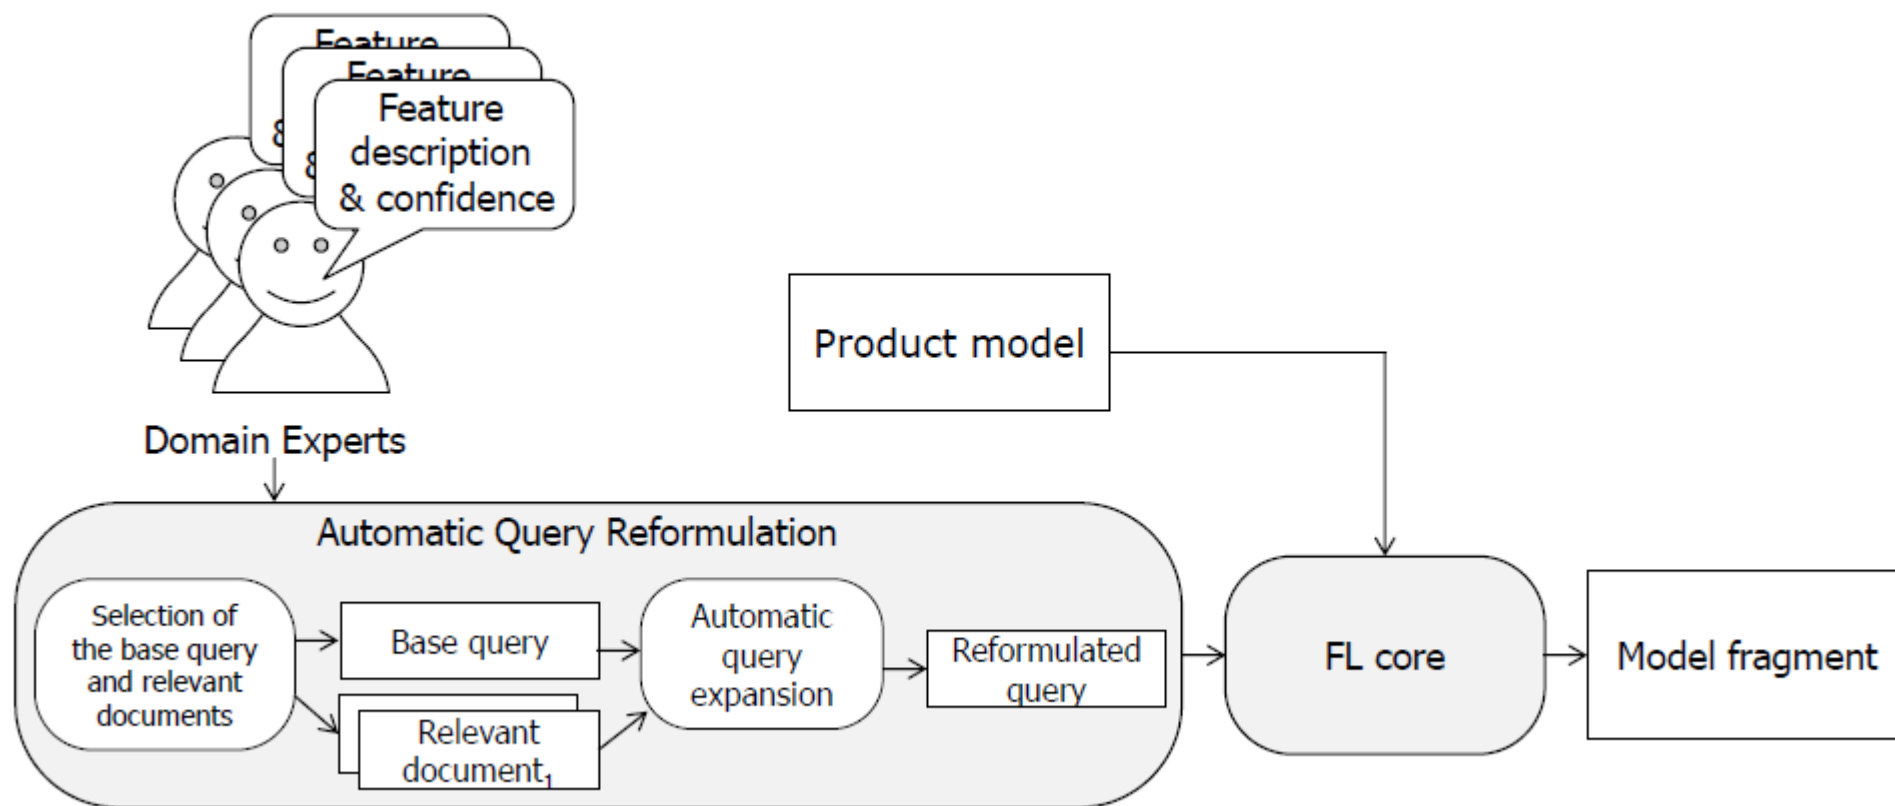 Feature
&
Feature
&
Feature
description
& confidence
Domain Experts
Product model
Automatic Query Reformulation
Selection of
the base query
and relevant
documents
Base query
Relevant
document₁
Automatic
query
expansion
Reformulated
query
FL core
Model fragment